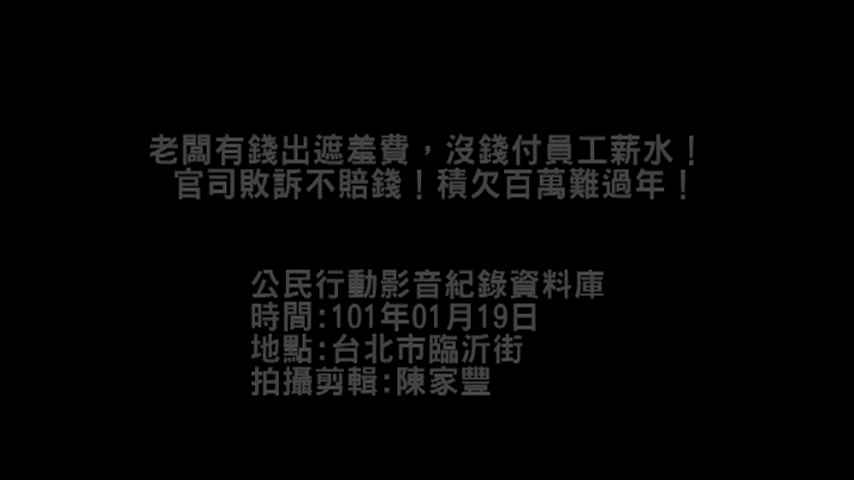 老闆有錢出遮羞費，沒錢付員工薪水！
官司敗訴不賠錢！積欠百萬難過年！
公民行動影音紀錄資料庫
時間:101年01月19日
地點:台北市臨沂街
拍攝剪輯:陳家豐